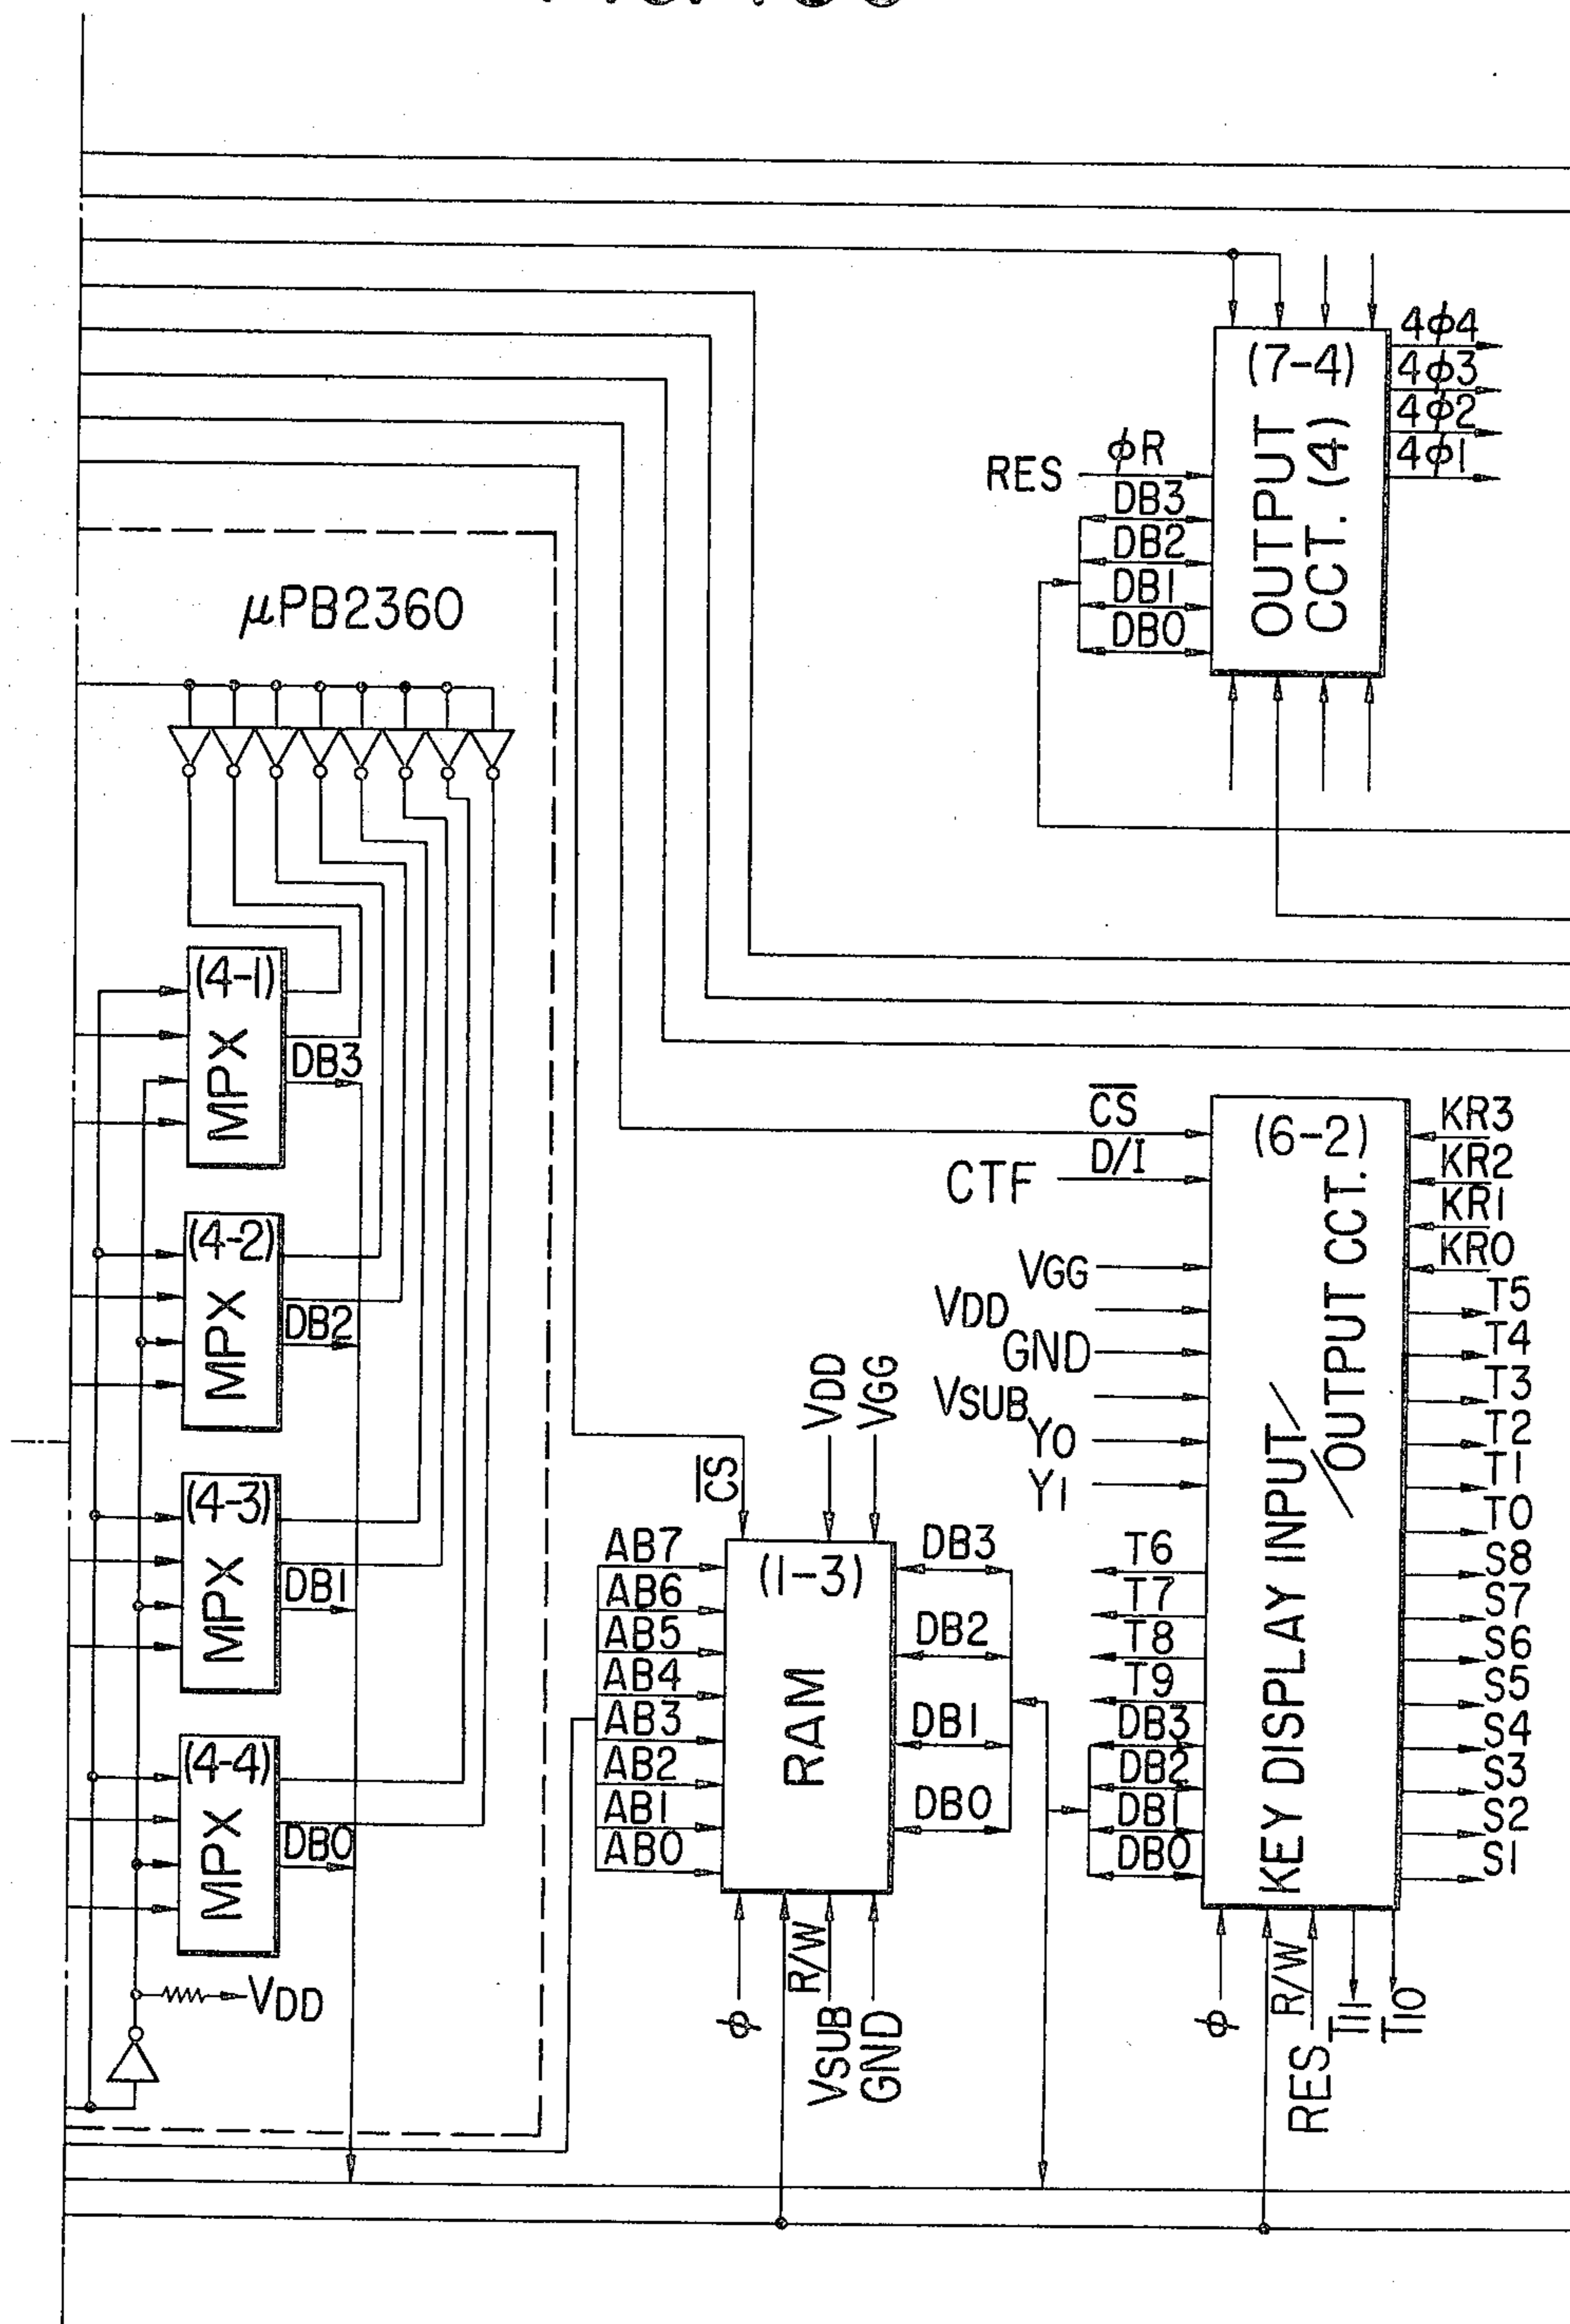 μPB2360
(4-1)
MPX
DB3
(4-2)
MPX
DB2
(4-3)
MPX
DB1
(4-4)
MPX
DB0
VDD
RES
φR
DB3
DB2
DB1
DB0
(7-4)
OUTPUT
CCT. (4)
4φ4
4φ3
4φ2
4φ1
CS
VDD
VGG
AB7
AB6
AB5
AB4
AB3
AB2
AB1
AB0
(1-3)
RAM
DB3
DB2
DB1
DB0
φ
R/W
VSUB
GND
CS
D/I
CTF
VGG
VDD
GND
VSUB
Y0
Y1
T6
T7
T8
T9
DB3
DB2
DB1
DB0
(6-2)
KEY DISPLAY INPUT/
OUTPUT CCT.
KR3
KR2
KR1
KR0
T5
T4
T3
T2
T1
T0
S8
S7
S6
S5
S4
S3
S2
S1
φ
R/W
RES
T11
T10